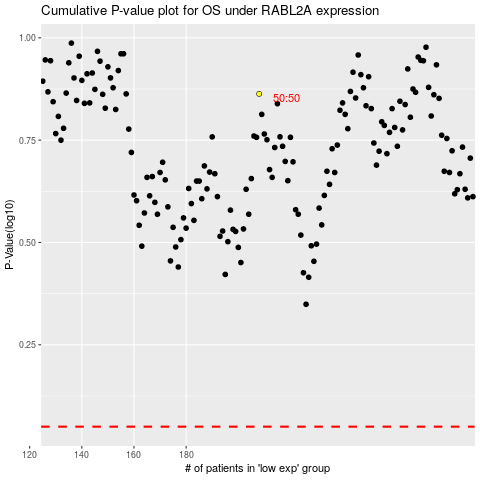 Cumulative P-value plot for OS under RABL2A expression
1.00
50:50
0.75
P-Value(log10)
0.50
0.25
120 140 160 180
# of patients in 'low exp' group